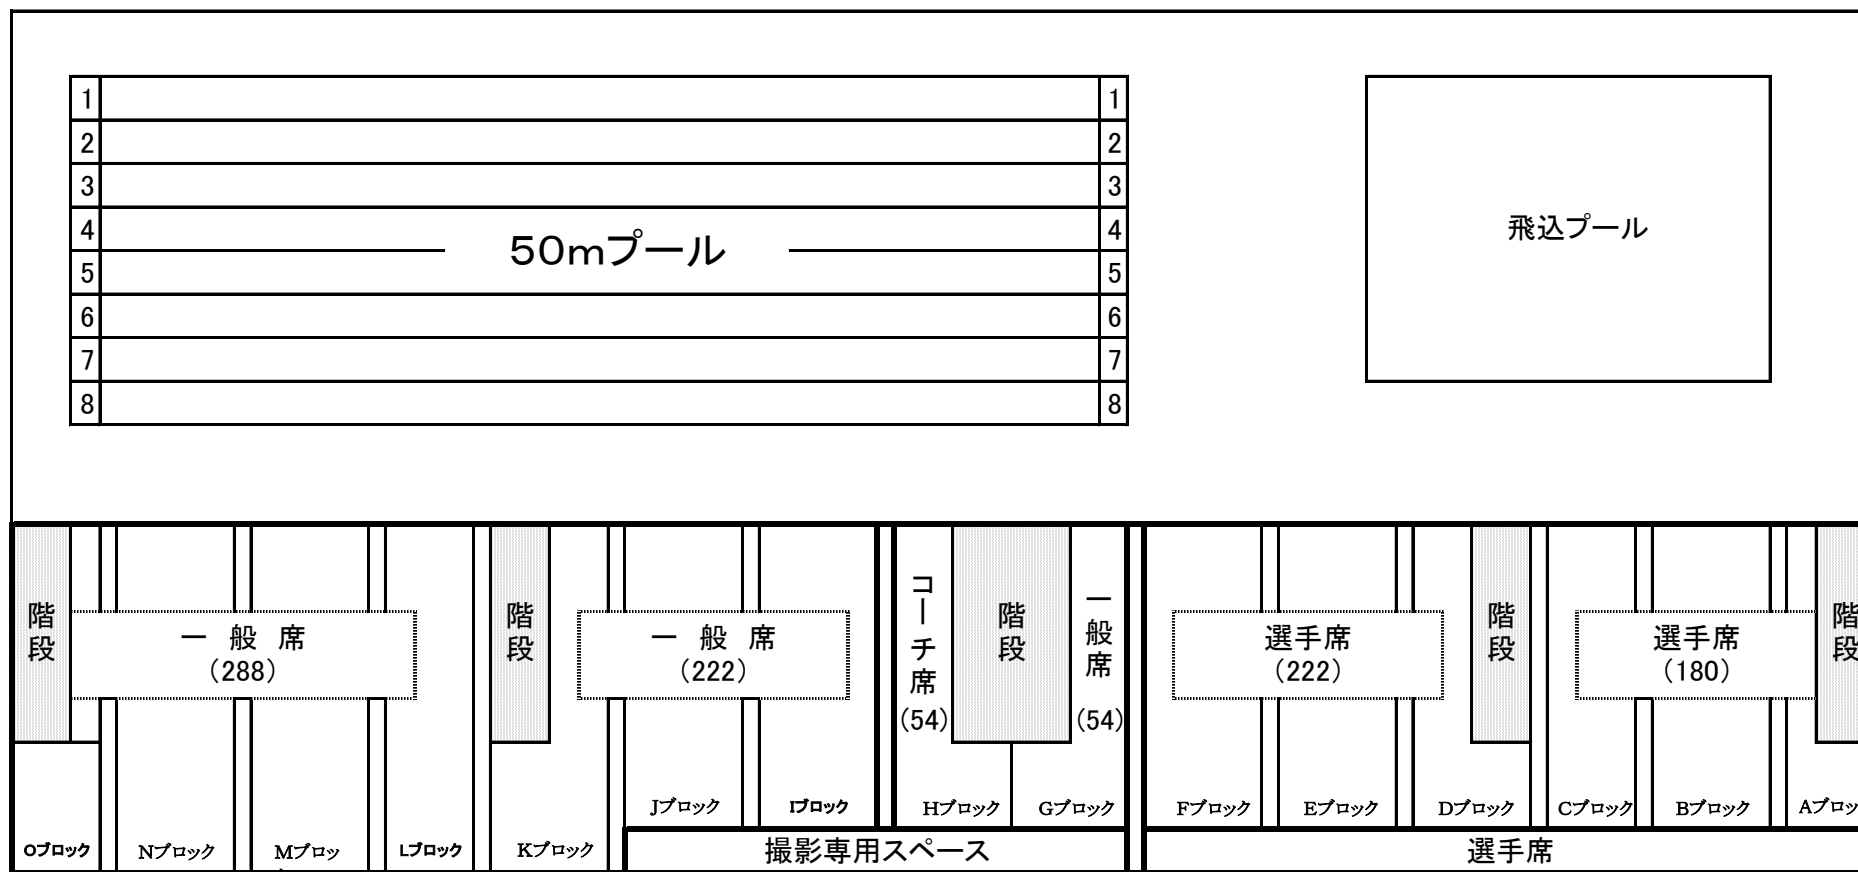 1 1
2 2
3 3
4 4
50mプール
5 5
6 6
7 7
8 8
飛込プール
階段
一 般 席
(288)
階段
一 般 席
(222)
コーチ席
(54)
階段
一般席
(54)
選手席
(222)
階段
選手席
(180)
階段
Jブロック
Iブロック
Hブロック
Gブロック
Fブロック
Eブロック
Dブロック
Cブロック
Bブロック
Aブロッ
Oブロック
Nブロック
Mブロッ
Lブロック
Kブロック
撮影専用スペース
選手席